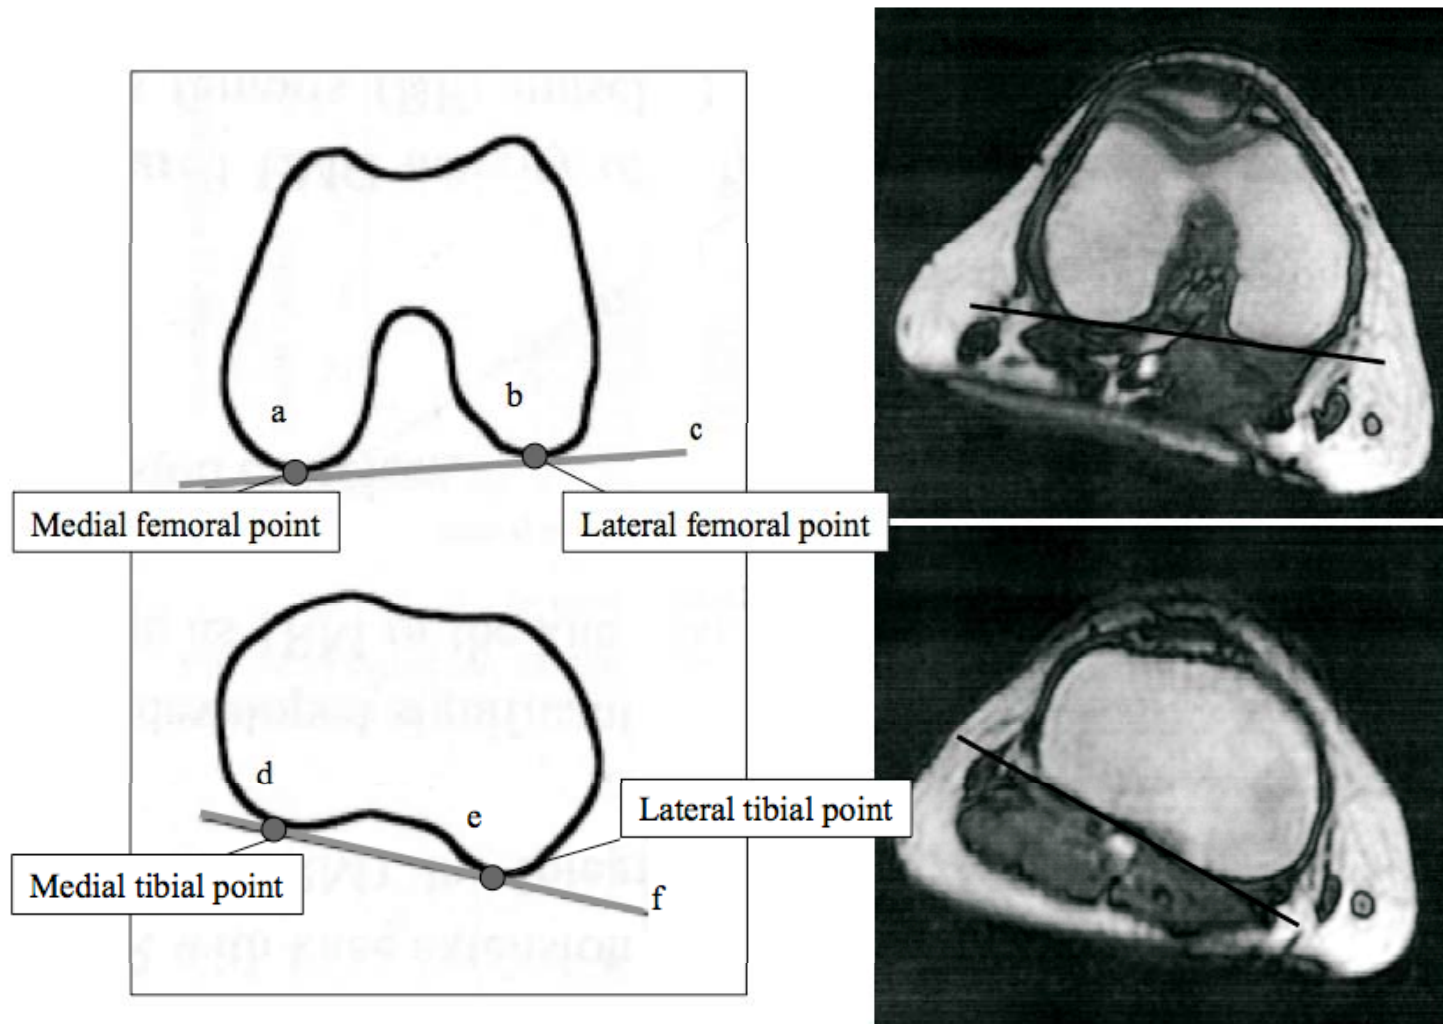 a
b
c
Medial femoral point
Lateral femoral point
d
e
Lateral tibial point
Medial tibial point
f